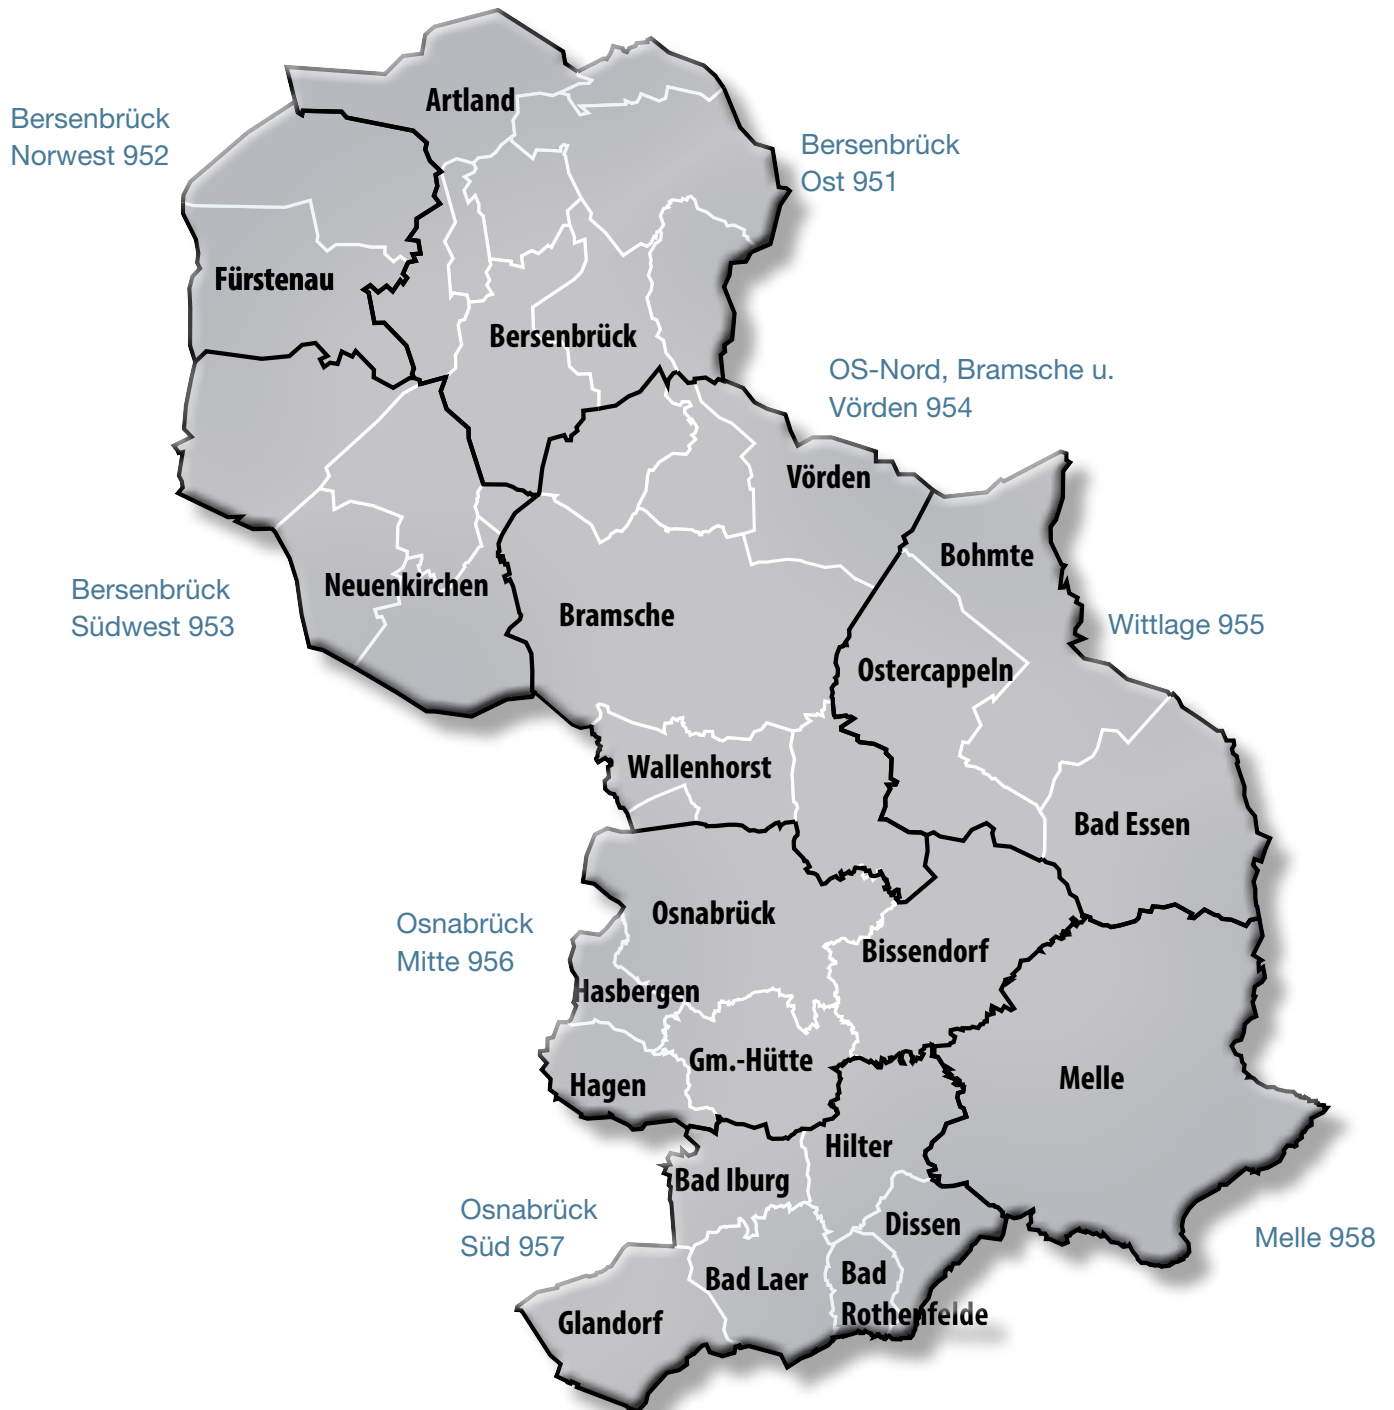 Artland
Bersenbrück
Norwest 952
Bersenbrück
Ost 951
Fürstenau
Bersenbrück
OS-Nord, Bramsche u.
Vörden 954
Vörden
Bohmte
Bersenbrück
Südwest 953
Neuenkirchen
Bramsche
Wittlage 955
Ostercappeln
Wallenhorst
Bad Essen
Osnabrück
Mitte 956
Osnabrück
Bissendorf
Hasbergen
Gm.-Hütte
Hagen
Melle
Hilter
Bad Iburg
Osnabrück
Süd 957
Dissen
Melle 958
Bad Laer
Bad
Rothenfelde
Glandorf